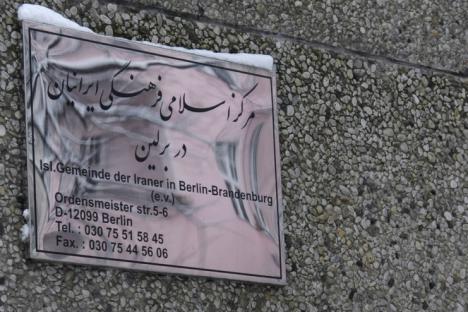 مرکز اسلامی فرهنگی ایرانیان
در برلین
Isl.Gemeinde der Iraner in Berlin-Brandenburg
(e.v.)
Ordensmeister str.5-6
D-12099 Berlin
Tel. : 030 75 51 58 45
Fax. : 030 75 44 56 06